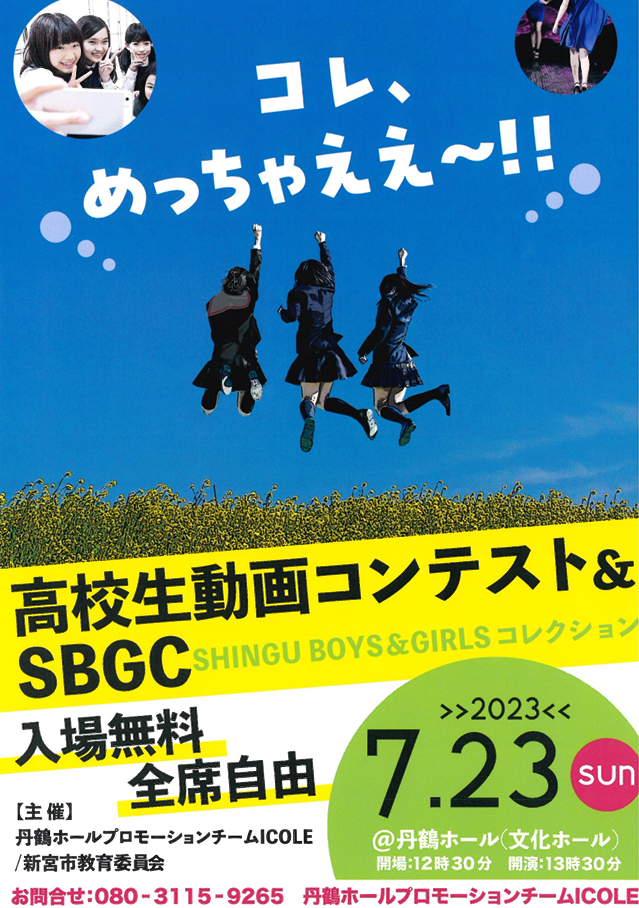 コレ、
めっちゃええ〜!!
高校生動画コンテスト&
SBGC SHINGU BOYS&GIRLSコレクション
入場無料
全席自由
>>2023<<
7.23 sun
@丹鶴ホール(文化ホール)
開場:12時30分 開演:13時30分
【主催】
丹鶴ホールプロモーションチームICOLE
/新宮市教育委員会
お問合せ:080-3115-9265 丹鶴ホールプロモーションチームICOLE